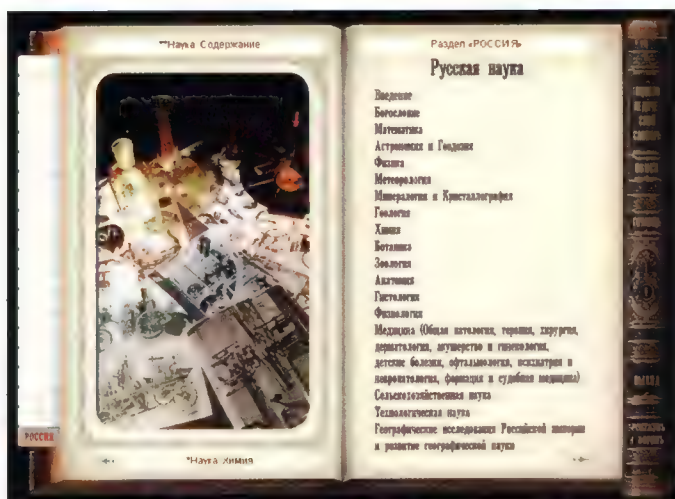 "Наука Содержание
РОССИЯ
"Наука Химия
Раздел «РОССИЯ»
Русская наука
Введение
Богословие
Математика
Астрономия и Геодезия
Физика
Метеорология
Минералогия и Кристаллография
Геология
Химия
Ботаника
Зоология
Анатомия
Гистология
Физиология
Медицина (Общая патология, терапия, хирургия,
дерматология, акушерство и гинекология,
детские болезни, офтальмология, психиатрия и
невропатология, фармация и судебная медицина)
Сельскохозяйственная наука
Технологическая наука
Географические исследования Российской империи
и развитие географической науки